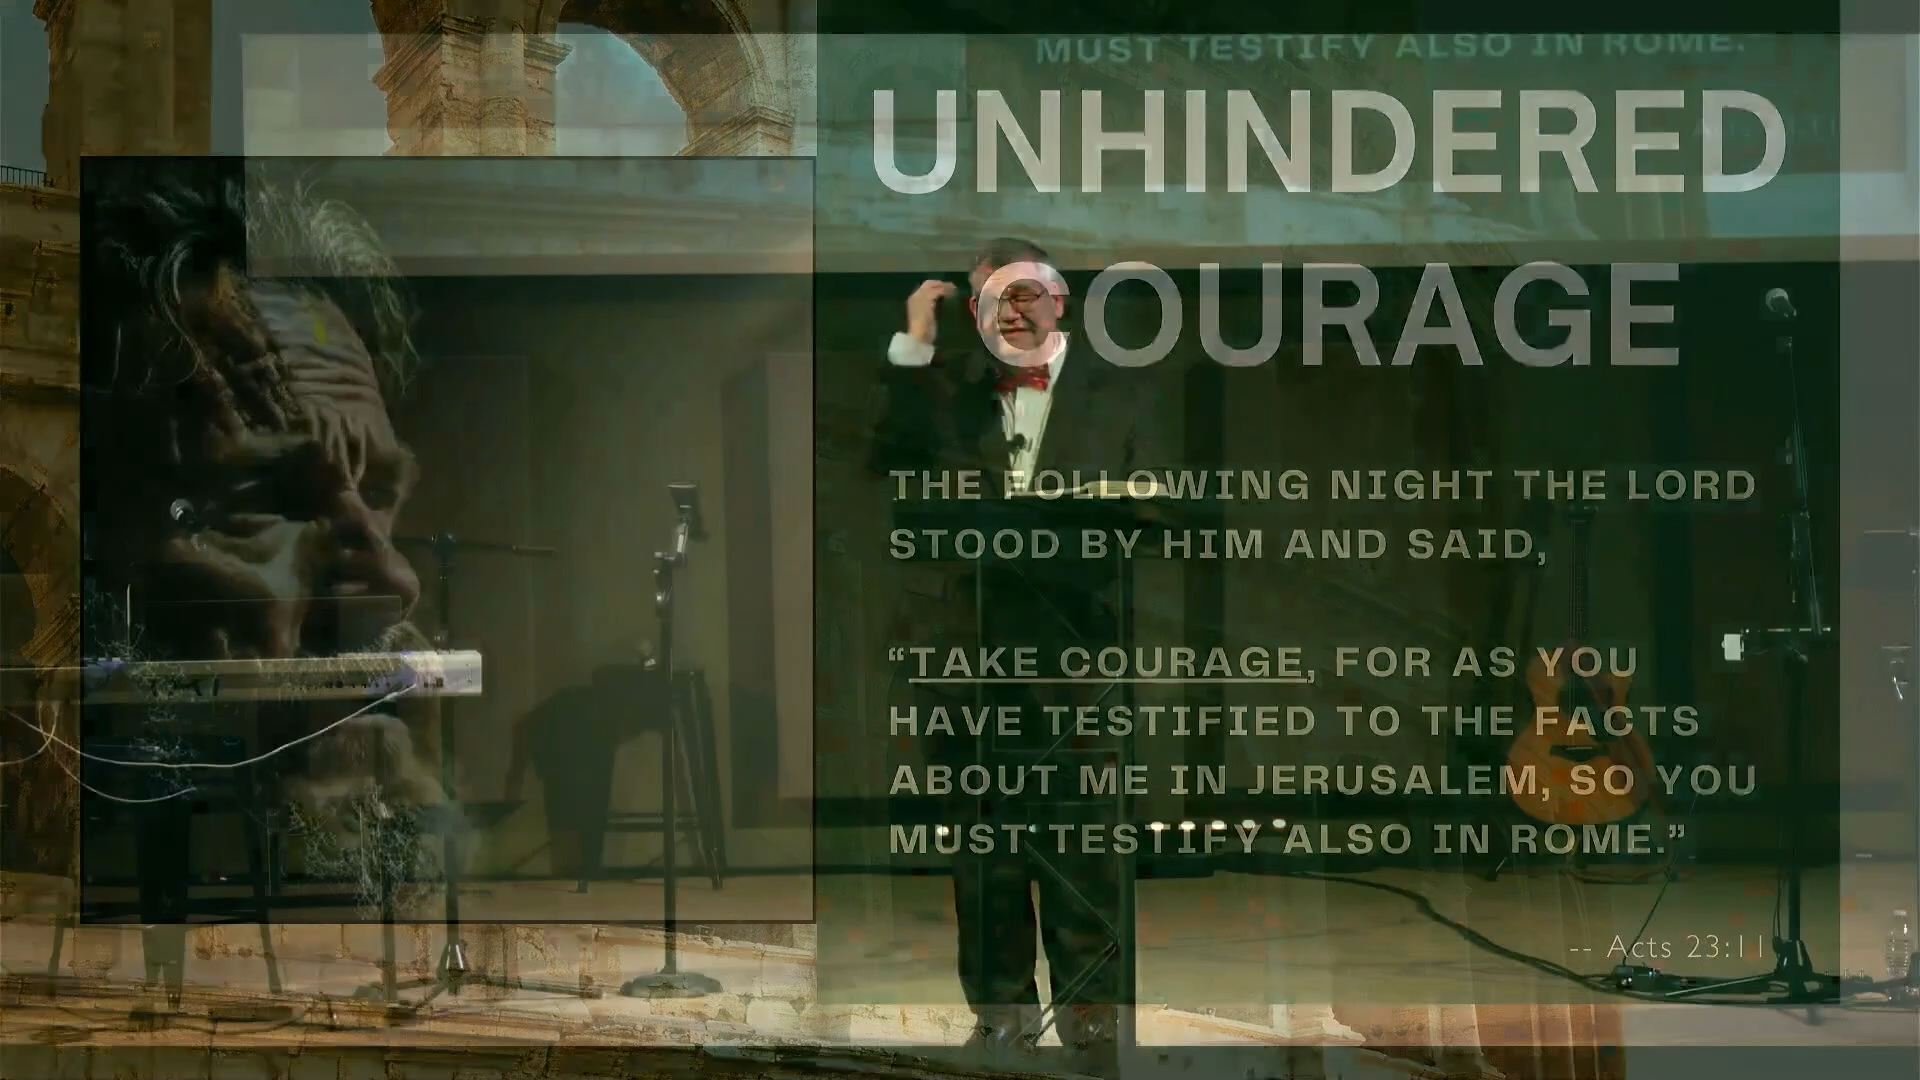 MUST TESTIFY ALSO IN ROME.
UNHINDERED
COURAGE
THE FOLLOWING NIGHT THE LORD
STOOD BY HIM AND SAID,
“TAKE COURAGE, FOR AS YOU
HAVE TESTIFIED TO THE FACTS
ABOUT ME IN JERUSALEM, SO YOU
MUST TESTIFY ALSO IN ROME.”
-- Acts 23:11